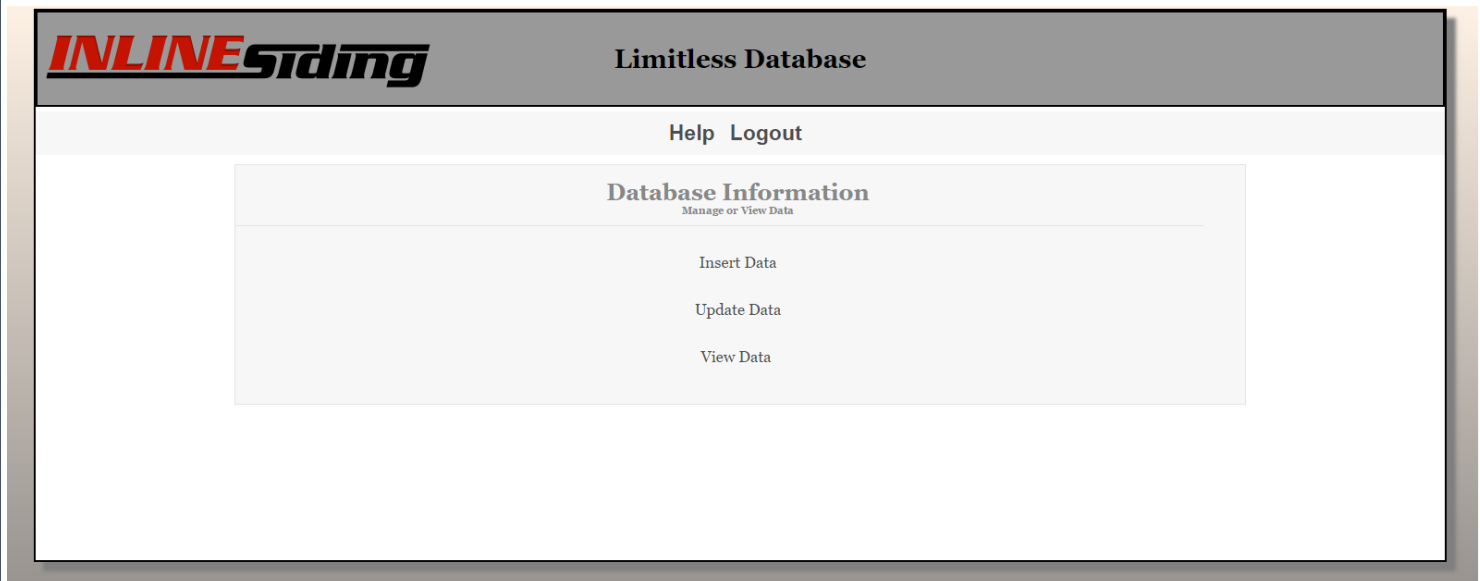 INLINESiding
Limitless Database
Help Logout
Database Information
Manage or View Data
Insert Data
Update Data
View Data